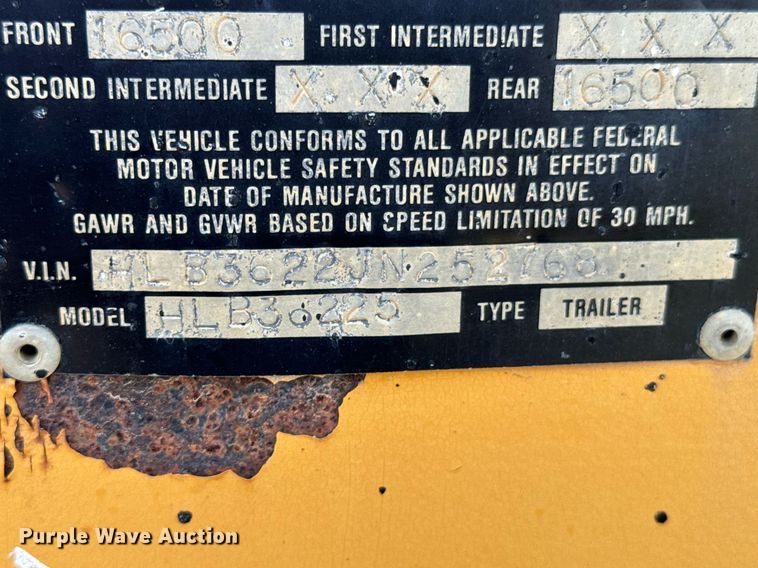 FRONT 16500 FIRST INTERMEDIATE X X X
SECOND INTERMEDIATE X X X REAR 16500
THIS VEHICLE CONFORMS TO ALL APPLICABLE FEDERAL
MOTOR VEHICLE SAFETY STANDARDS IN EFFECT ON
DATE OF MANUFACTURE SHOWN ABOVE.
GAWR AND GVWR BASED ON SPEED LIMITATION OF 30 MPH.
V.I.N. HLB3622JN252768
MODEL HLB36225 TYPE TRAILER
Purple Wave Auction